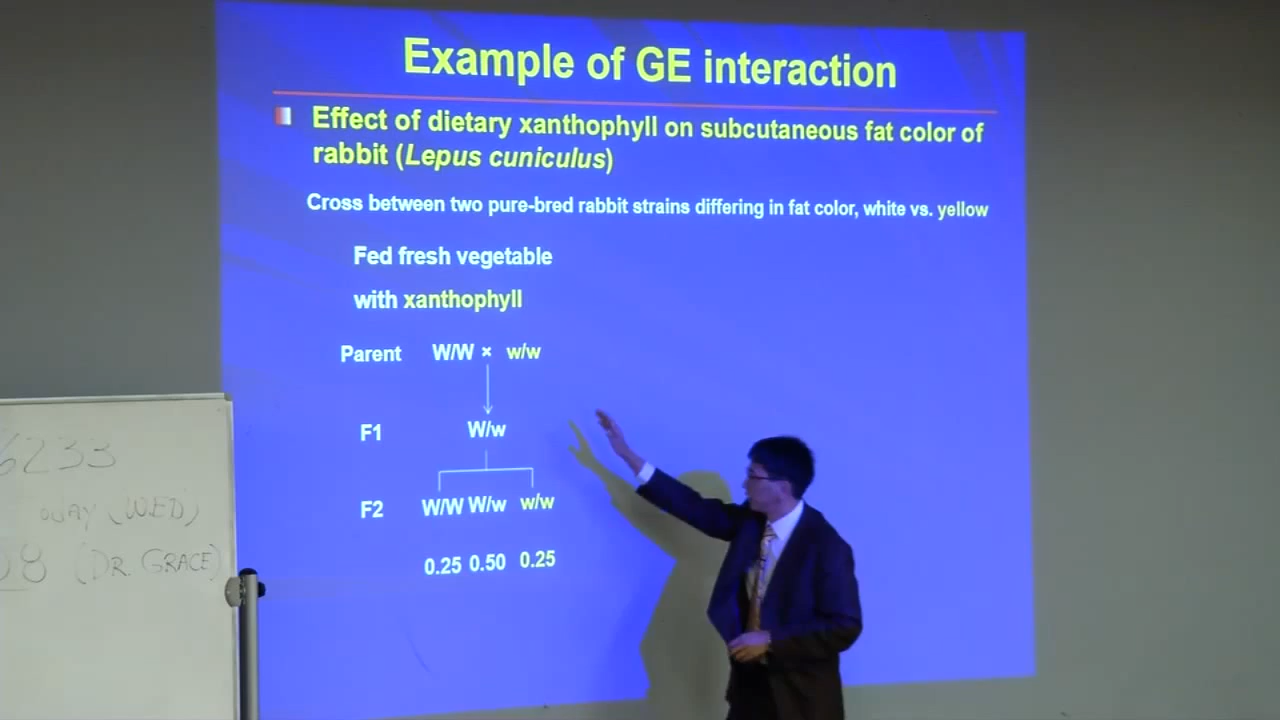 Example of GE interaction
Effect of dietary xanthophyll on subcutaneous fat color of
rabbit (Lepus cuniculus)
Cross between two pure-bred rabbit strains differing in fat color, white vs. yellow
Fed fresh vegetable
with xanthophyll
Parent W/W × w/w
F1 W/w
F2 W/W W/w w/w
0.25 0.50 0.25
6233
(WED)
08 (DR. GRACE)